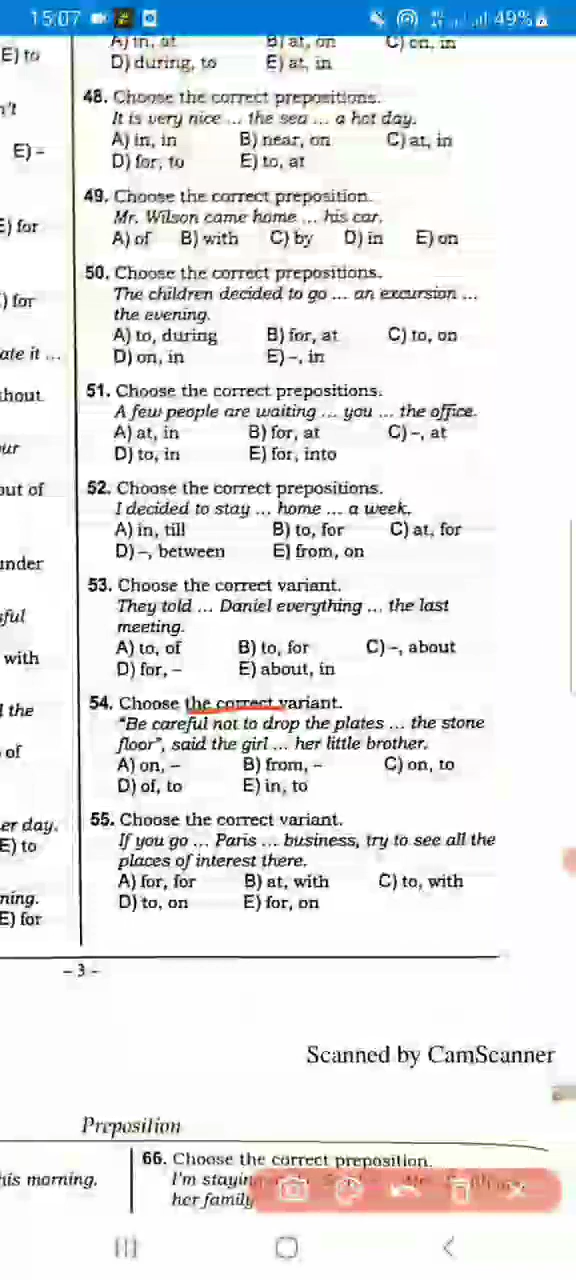 15:07 49%
A) in, at B) at, on C) on, in
D) during, to E) at, in
48. Choose the correct prepositions.
It is very nice ... the sea ... a hot day.
A) in, in B) near, on C) at, in
D) for, to E) to, at
49. Choose the correct preposition.
Mr. Wilson came home ... his car.
A) of B) with C) by D) in E) on
50. Choose the correct prepositions.
The children decided to go ... an excursion ...
the evening.
A) to, during B) for, at C) to, on
D) on, in E) –, in
51. Choose the correct prepositions.
A few people are waiting ... you ... the office.
A) at, in B) for, at C) –, at
D) to, in E) for, into
52. Choose the correct prepositions.
I decided to stay ... home ... a week.
A) in, till B) to, for C) at, for
D) –, between E) from, on
53. Choose the correct variant.
They told ... Daniel everything ... the last
meeting.
A) to, of B) to, for C) –, about
D) for, – E) about, in
54. Choose the correct variant.
"Be careful not to drop the plates ... the stone
floor", said the girl ... her little brother.
A) on, – B) from, – C) on, to
D) of, to E) in, to
55. Choose the correct variant.
If you go ... Paris ... business, try to see all the
places of interest there.
A) for, for B) at, with C) to, with
D) to, on E) for, on
E) to
n't
E) –
E) for
) for
ate it ...
thout
our
out of
under
sful
with
d the
of
er day.
E) to
ning.
E) for
– 3 –
Scanned by CamScanner
Preposition
his morning.
66. Choose the correct preposition.
I'm staying
her family